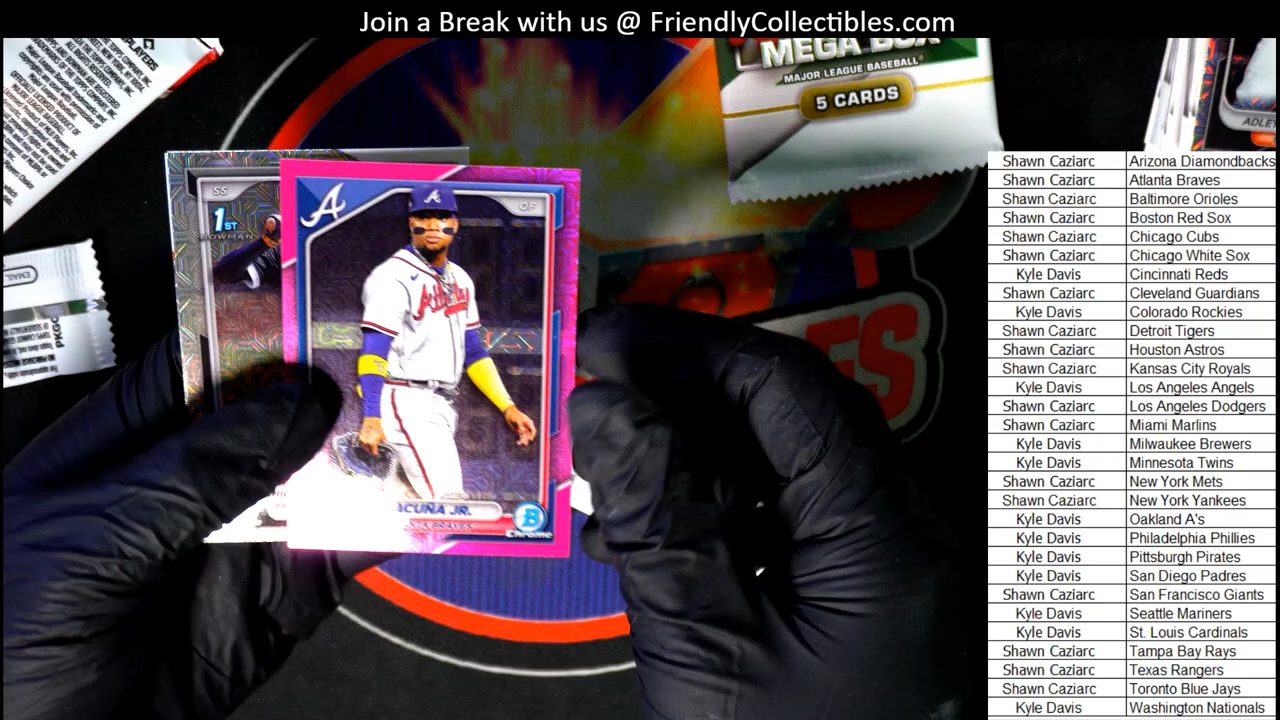 Join a Break with us @ FriendlyCollectibles.com
MEGA BOX
MAJOR LEAGUE BASEBALL
5 CARDS
SS
1ST
BOWMAN
A
OF
A
ACUÑA JR.
B
Chrome
ES
EMAIL
PKG
ADLEY
Shawn Caziarc Arizona Diamondbacks
Shawn Caziarc Atlanta Braves
Shawn Caziarc Baltimore Orioles
Shawn Caziarc Boston Red Sox
Shawn Caziarc Chicago Cubs
Shawn Caziarc Chicago White Sox
Kyle Davis Cincinnati Reds
Shawn Caziarc Cleveland Guardians
Kyle Davis Colorado Rockies
Shawn Caziarc Detroit Tigers
Shawn Caziarc Houston Astros
Shawn Caziarc Kansas City Royals
Kyle Davis Los Angeles Angels
Shawn Caziarc Los Angeles Dodgers
Shawn Caziarc Miami Marlins
Kyle Davis Milwaukee Brewers
Kyle Davis Minnesota Twins
Shawn Caziarc New York Mets
Shawn Caziarc New York Yankees
Kyle Davis Oakland A's
Kyle Davis Philadelphia Phillies
Kyle Davis Pittsburgh Pirates
Kyle Davis San Diego Padres
Shawn Caziarc San Francisco Giants
Kyle Davis Seattle Mariners
Kyle Davis St. Louis Cardinals
Shawn Caziarc Tampa Bay Rays
Shawn Caziarc Texas Rangers
Shawn Caziarc Toronto Blue Jays
Kyle Davis Washington Nationals